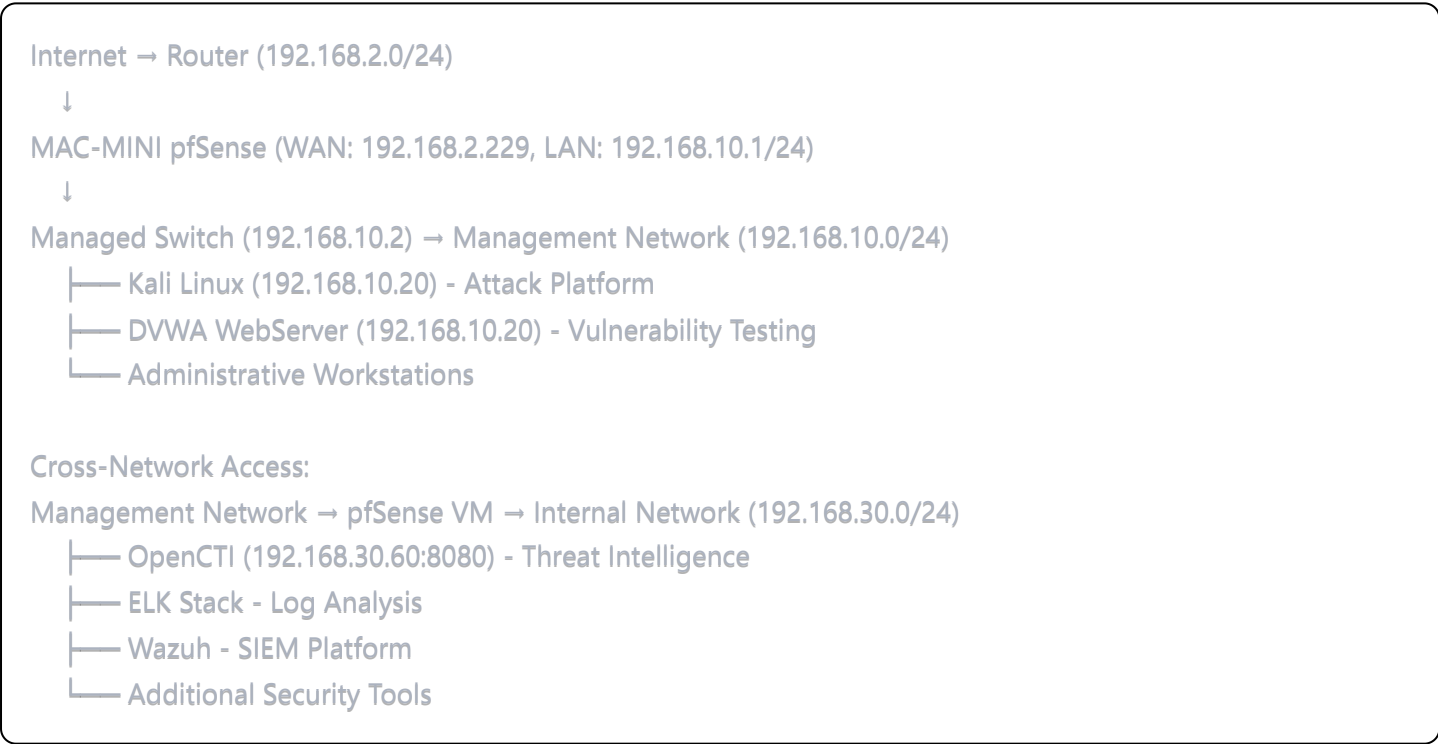 Internet → Router (192.168.2.0/24)
↓
MAC-MINI pfSense (WAN: 192.168.2.229, LAN: 192.168.10.1/24)
↓
Managed Switch (192.168.10.2) → Management Network (192.168.10.0/24)
├── Kali Linux (192.168.10.20) - Attack Platform
├── DVWA WebServer (192.168.10.20) - Vulnerability Testing
└── Administrative Workstations
Cross-Network Access:
Management Network → pfSense VM → Internal Network (192.168.30.0/24)
├── OpenCTI (192.168.30.60:8080) - Threat Intelligence
├── ELK Stack - Log Analysis
├── Wazuh - SIEM Platform
└── Additional Security Tools